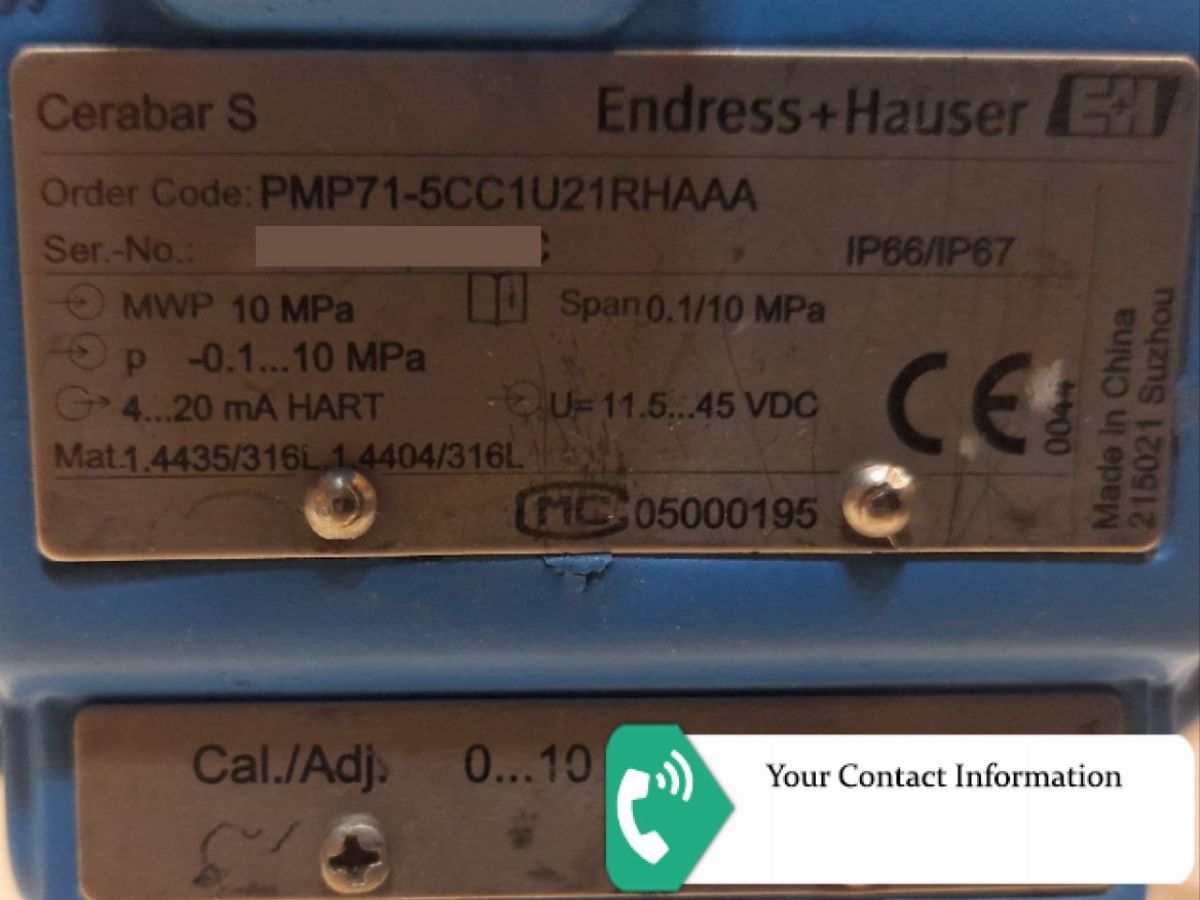 Cerabar S
Endress+Hauser
Order Code: PMP71-5CC1U21RHAAA
Ser.-No.:
IP66/IP67
MWP 10 MPa
Span 0.1/10 MPa
p -0.1...10 MPa
4...20 mA HART
U= 11.5...45 VDC
Mat. 1.4435/316L 1.4404/316L
CE
0044
MC 05000195
Made in China
215021 Suzhou
Cal./Adj. 0...10
Your Contact Information